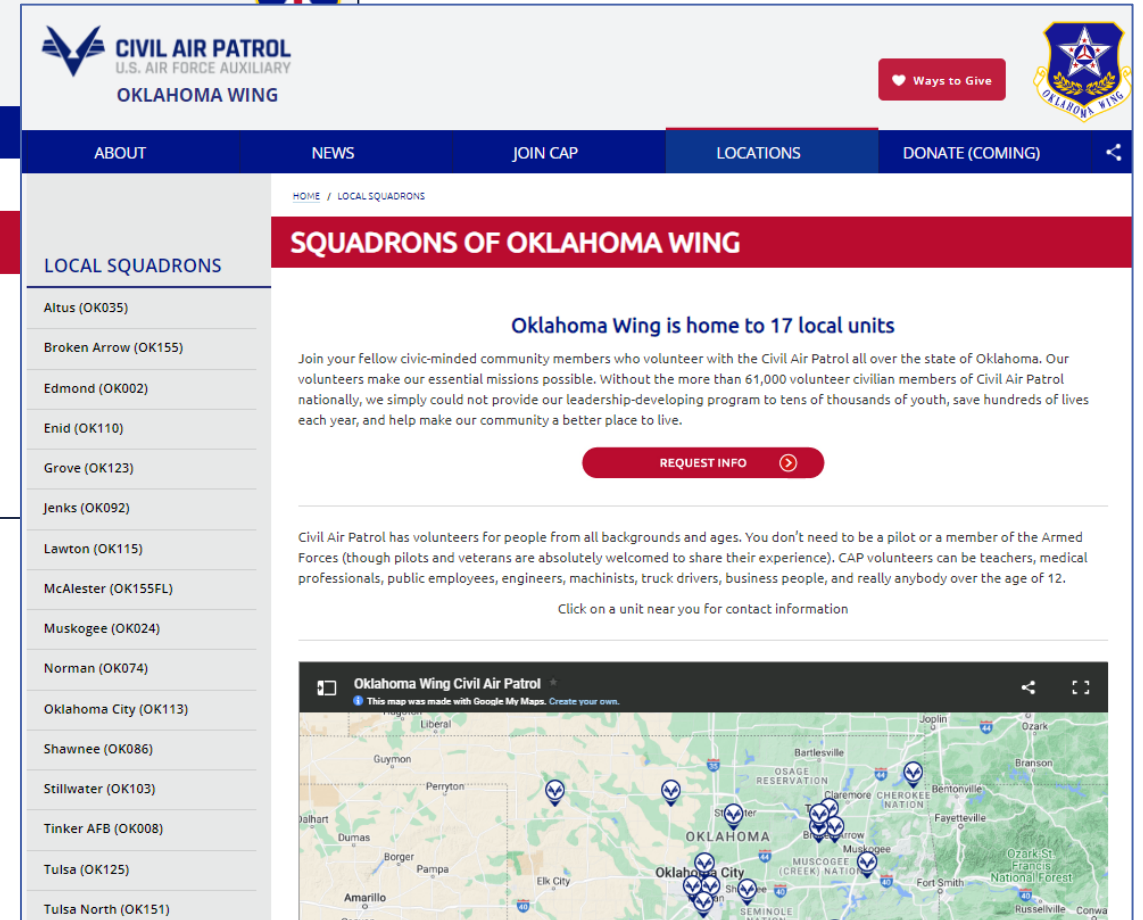 CIVIL AIR PATROL
U.S. AIR FORCE AUXILIARY
OKLAHOMA WING
Ways to Give
OKLAHOMA WING
ABOUT
NEWS
JOIN CAP
LOCATIONS
DONATE (COMING)
HOME / LOCAL SQUADRONS
SQUADRONS OF OKLAHOMA WING
LOCAL SQUADRONS
Altus (OK035)
Broken Arrow (OK155)
Edmond (OK002)
Enid (OK110)
Grove (OK123)
Jenks (OK092)
Lawton (OK115)
McAlester (OK155FL)
Muskogee (OK024)
Norman (OK074)
Oklahoma City (OK113)
Shawnee (OK086)
Stillwater (OK103)
Tinker AFB (OK008)
Tulsa (OK125)
Tulsa North (OK151)
Oklahoma Wing is home to 17 local units
Join your fellow civic-minded community members who volunteer with the Civil Air Patrol all over the state of Oklahoma. Our
volunteers make our essential missions possible. Without the more than 61,000 volunteer civilian members of Civil Air Patrol
nationally, we simply could not provide our leadership-developing program to tens of thousands of youth, save hundreds of lives
each year, and help make our community a better place to live.
REQUEST INFO
Civil Air Patrol has volunteers for people from all backgrounds and ages. You don't need to be a pilot or a member of the Armed
Forces (though pilots and veterans are absolutely welcomed to share their experience). CAP volunteers can be teachers, medical
professionals, public employees, engineers, machinists, truck drivers, business people, and really anybody over the age of 12.
Click on a unit near you for contact information
Oklahoma Wing Civil Air Patrol
This map was made with Google My Maps. Create your own.
Liberal
Joplin
44
Ozark
Guymon
35
Bartlesville
Branson
OSAGE
RESERVATION
44
Perryton
Claremore
CHEROKEE
NATION
Bentonville
Fayetteville
Dumas
OKLAHOMA
Muskogee
Borger
44
MUSCOGEE
(CREEK) NATION
Ozark-St.
Francis
National Forest
Pampa
Oklahoma City
Elk City
40
Fort Smith
Amarillo
40
40
SEMINOLE
NATION
Russellville